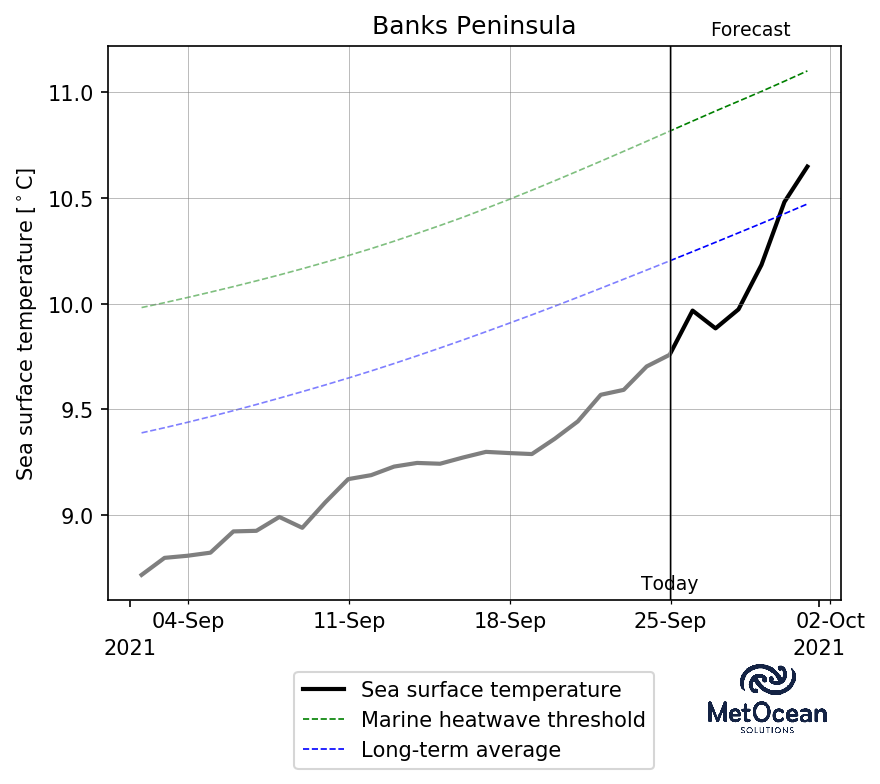 Banks Peninsula
Forecast
Sea surface temperature [°C]
11.0
10.5
10.0
9.5
9.0
Today
04-Sep
11-Sep
18-Sep
25-Sep
02-Oct
2021
2021
Sea surface temperature
Marine heatwave threshold
Long-term average
MetOcean
SOLUTIONS